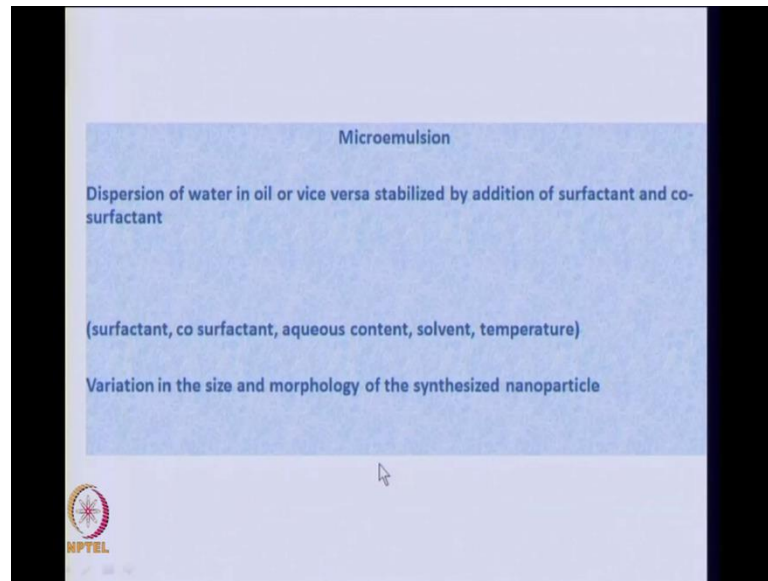 Microemulsion
Dispersion of water in oil or vice versa stabilized by addition of surfactant and co-
surfactant
(surfactant, co surfactant, aqueous content, solvent, temperature)
Variation in the size and morphology of the synthesized nanoparticle
NPTEL